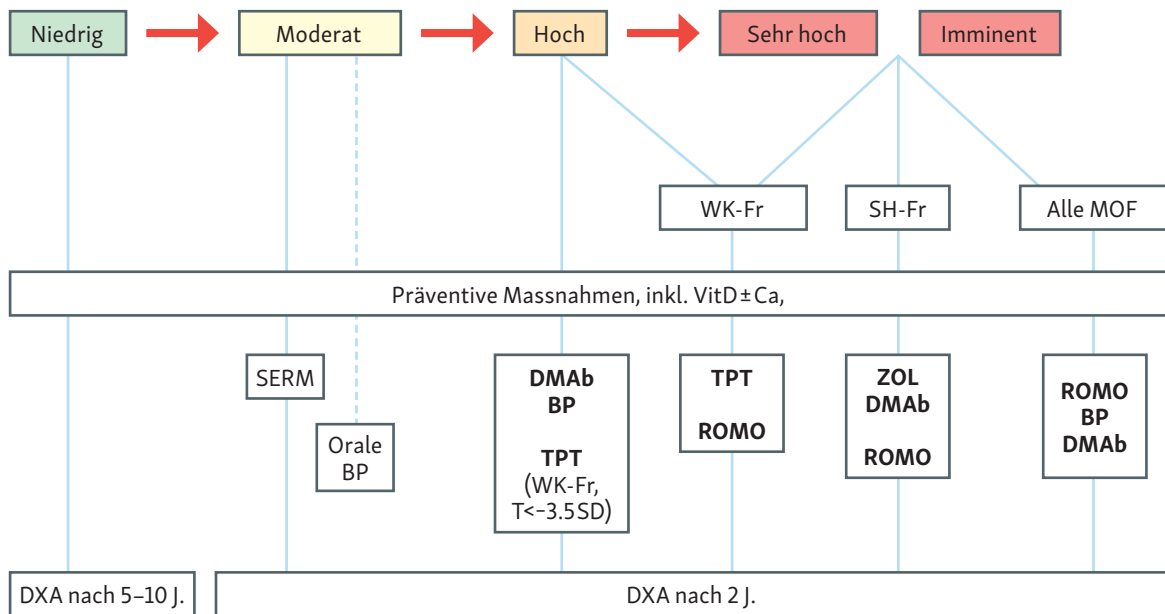 Niedrig
Moderat
Hoch
Sehr hoch
Imminent
WK-Fr
SH-Fr
Alle MOF
Präventive Massnahmen, inkl. VitD±Ca,
SERM
Orale
BP
DMAb
BP
TPT
(WK-Fr,
T<−3.5SD)
TPT
ROMO
ZOL
DMAb
ROMO
ROMO
BP
DMAb
DXA nach 5–10 J.
DXA nach 2 J.